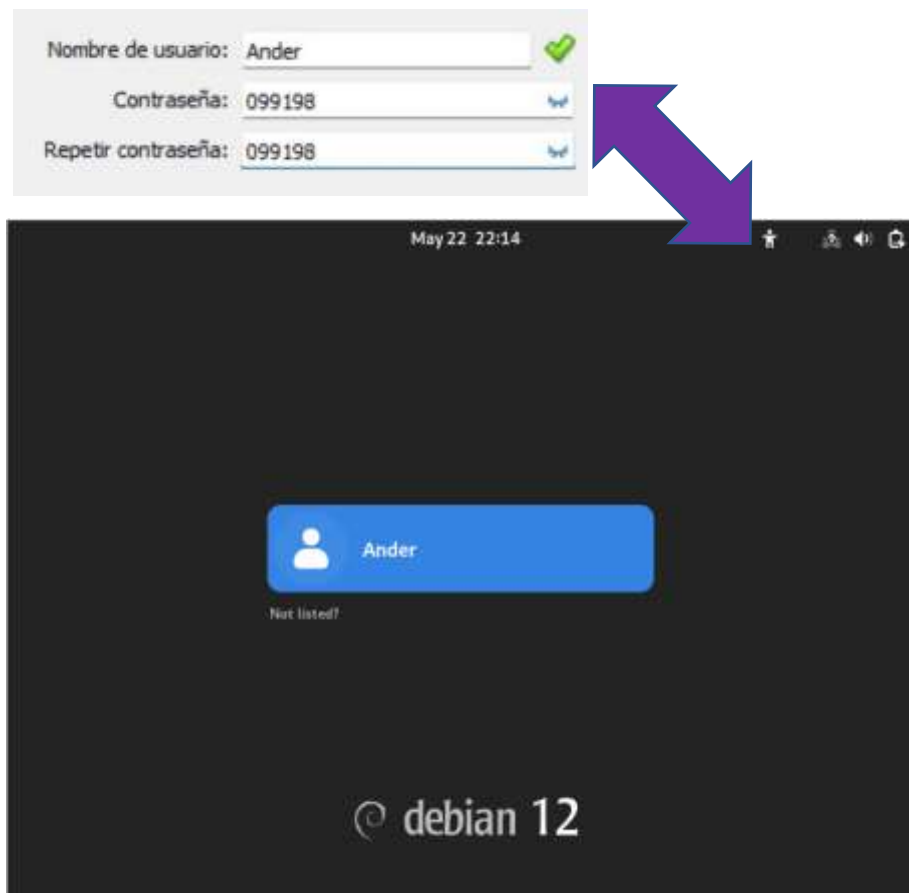 Nombre de usuario: Ander
Contraseña: 099198
Repetir contraseña: 099198
May 22 22:14
Ander
Not listed?
debian 12